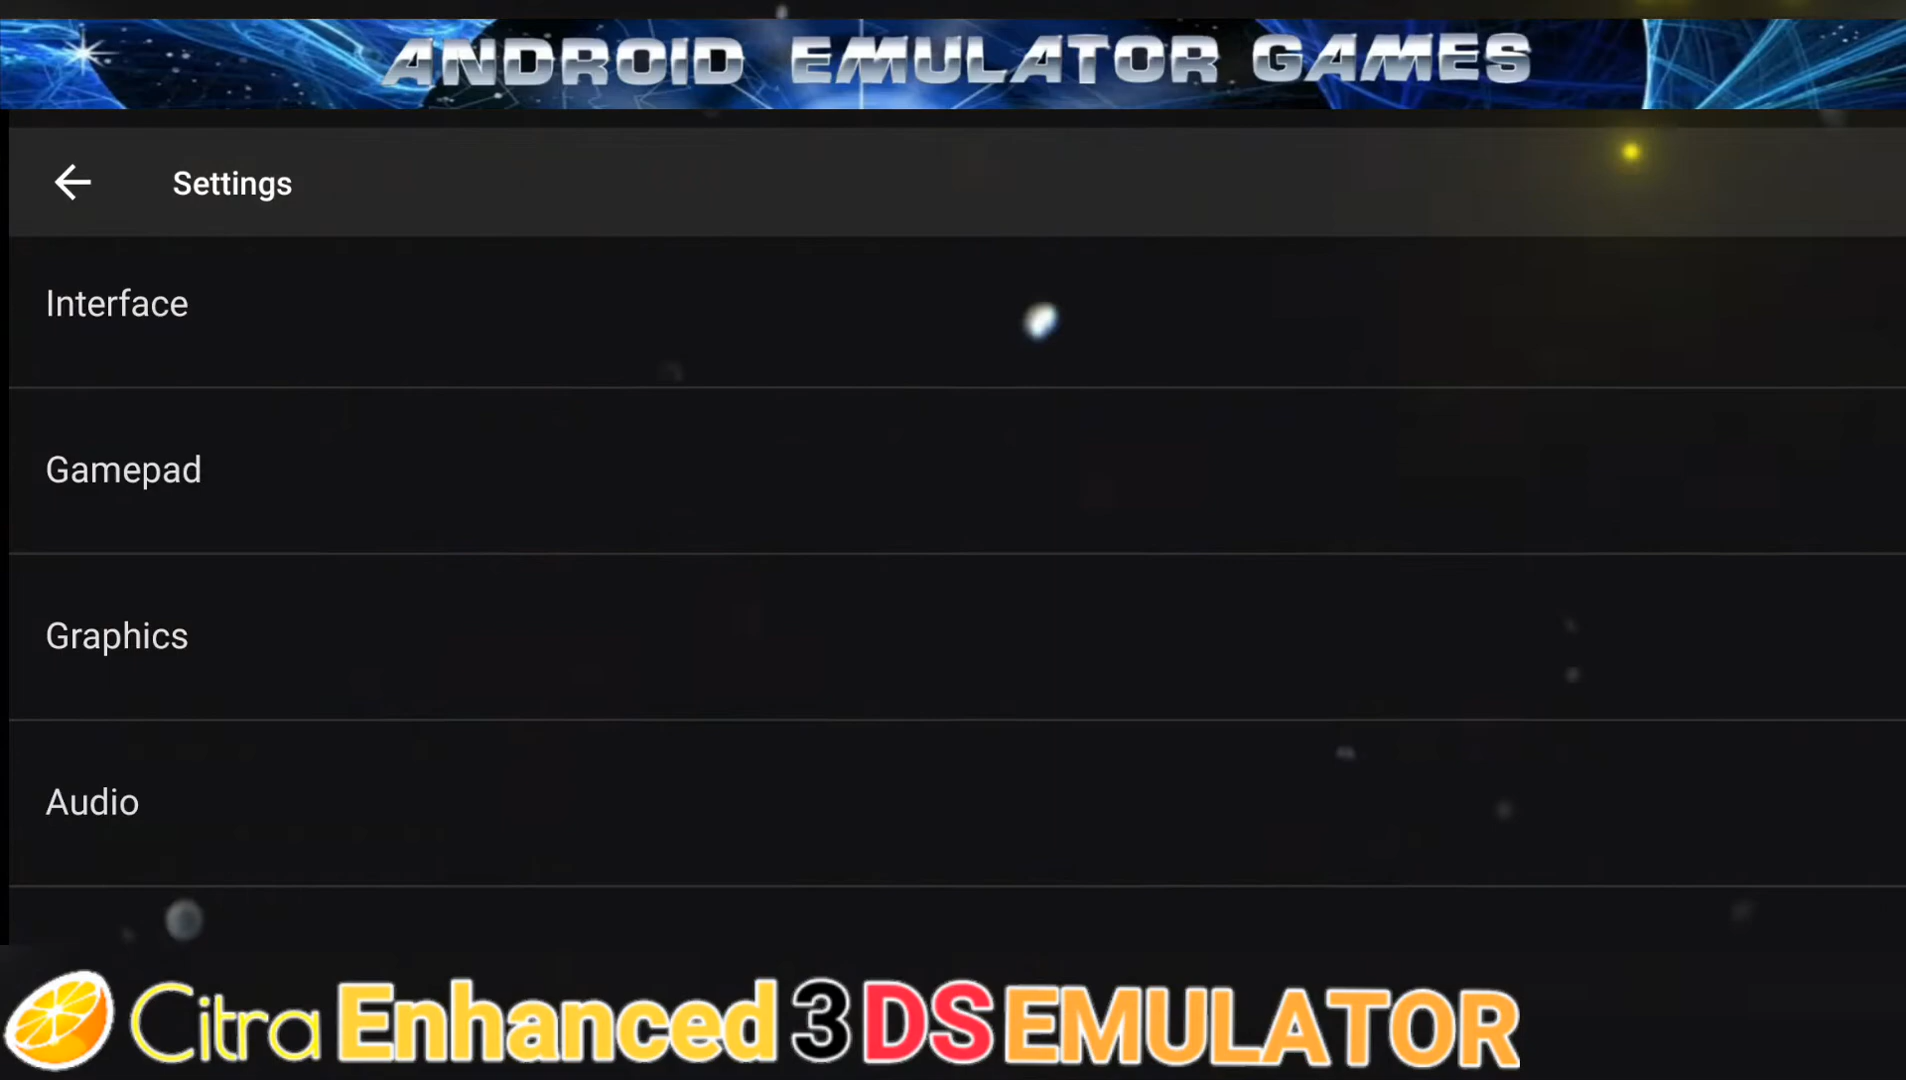 ANDROID EMULATOR GAMES
Settings
Interface
Gamepad
Graphics
Audio
Citra Enhanced 3DS EMULATOR